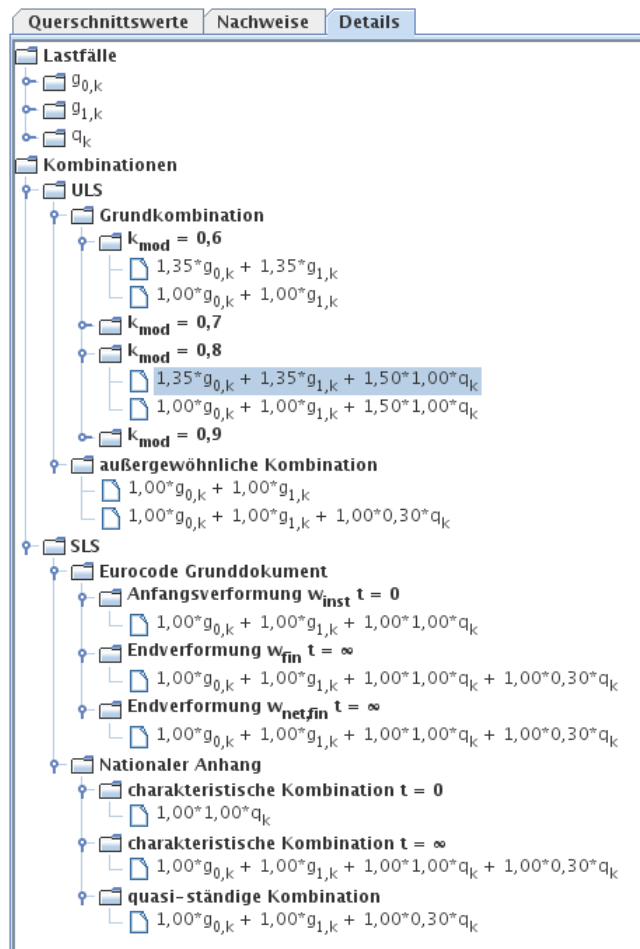 Querschnittswerte Nachweise Details
Lastfälle
g0,k
g1,k
qk
Kombinationen
ULS
Grundkombination
kmod = 0,6
1,35*g0,k + 1,35*g1,k
1,00*g0,k + 1,00*g1,k
kmod = 0,7
kmod = 0,8
1,35*g0,k + 1,35*g1,k + 1,50*1,00*qk
1,00*g0,k + 1,00*g1,k + 1,50*1,00*qk
kmod = 0,9
außergewöhnliche Kombination
1,00*g0,k + 1,00*g1,k
1,00*g0,k + 1,00*g1,k + 1,00*0,30*qk
SLS
Eurocode Grunddokument
Anfangsverformung winst t = 0
1,00*g0,k + 1,00*g1,k + 1,00*1,00*qk
Endverformung wfin t = ∞
1,00*g0,k + 1,00*g1,k + 1,00*1,00*qk + 1,00*0,30*qk
Endverformung wnet,fin t = ∞
1,00*g0,k + 1,00*g1,k + 1,00*1,00*qk + 1,00*0,30*qk
Nationaler Anhang
charakteristische Kombination t = 0
1,00*1,00*qk
charakteristische Kombination t = ∞
1,00*g0,k + 1,00*g1,k + 1,00*1,00*qk + 1,00*0,30*qk
quasi-ständige Kombination
1,00*g0,k + 1,00*g1,k + 1,00*0,30*qk